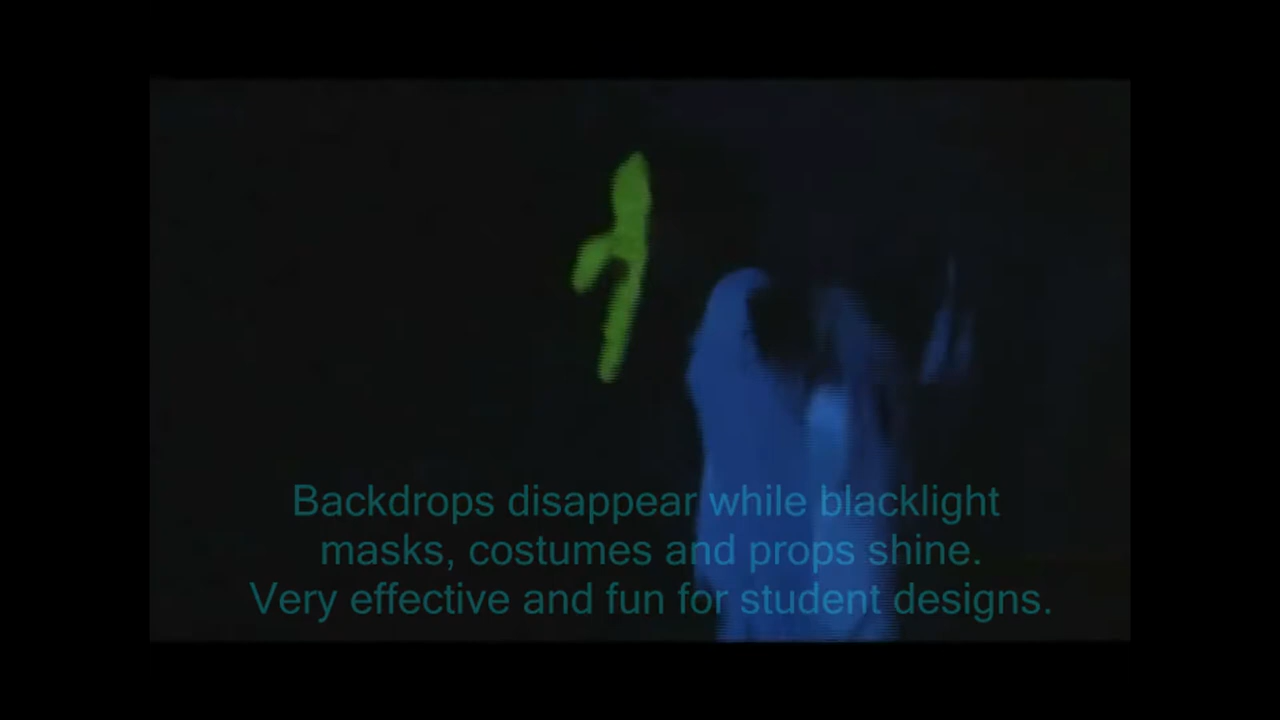 Backdrops disappear while blacklight
masks, costumes and props shine.
Very effective and fun for student designs.